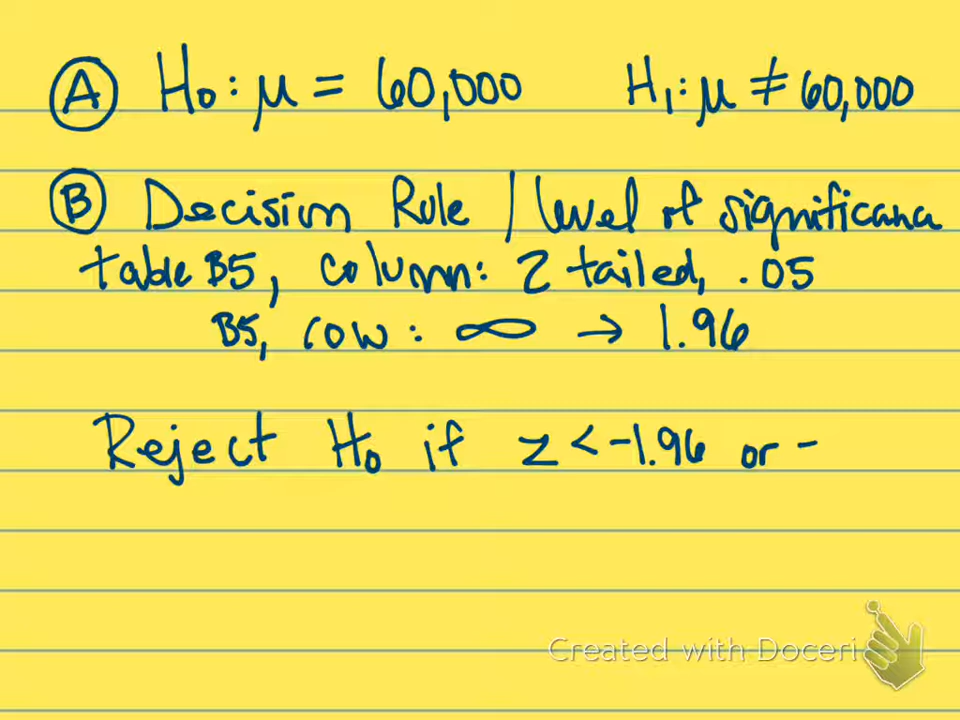 A H₀: μ = 60,000 H₁: μ ≠ 60,000
B Decision Rule / level of significana
table B5, column: 2 tailed, .05
B5, row: ∞ → 1.96
Reject H₀ if z < -1.96 or -
Created with Doceri